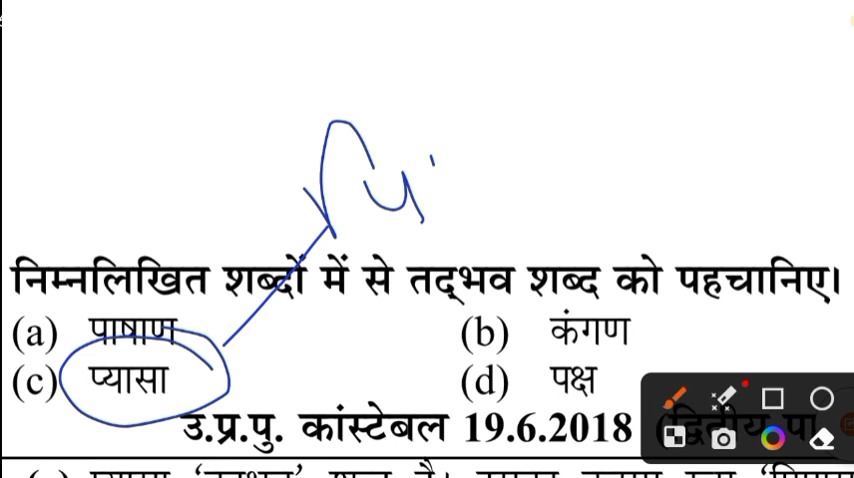 निम्नलिखित शब्दों में से तद्भव शब्द को पहचानिए।
(a) पाषाण (b) कंगण
(c) प्यासा (d) पक्ष
उ.प्र.पु. कांस्टेबल 19.6.2018 (द्वितीय